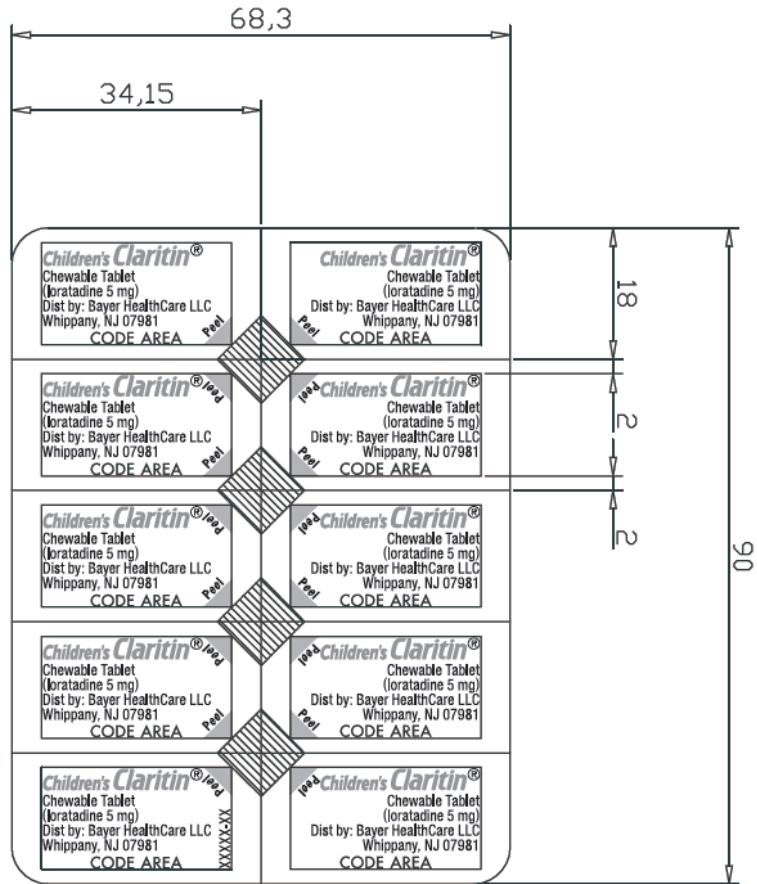 68,3
34,15
Children's Claritin®
Chewable Tablet
(loratadine 5 mg)
Dist by: Bayer HealthCare LLC
Whippany, NJ 07981
CODE AREA
Peel
Children's Claritin®
Chewable Tablet
(loratadine 5 mg)
Dist by: Bayer HealthCare LLC
Whippany, NJ 07981
CODE AREA
Peel
18
Children's Claritin®
Peel
Chewable Tablet
(loratadine 5 mg)
Dist by: Bayer HealthCare LLC
Whippany, NJ 07981
CODE AREA
Peel
Peel
Children's Claritin®
Chewable Tablet
(loratadine 5 mg)
Dist by: Bayer HealthCare LLC
Whippany, NJ 07981
CODE AREA
Peel
2
2
90
Children's Claritin®
Peel
Chewable Tablet
(loratadine 5 mg)
Dist by: Bayer HealthCare LLC
Whippany, NJ 07981
CODE AREA
Peel
Peel
Children's Claritin®
Chewable Tablet
(loratadine 5 mg)
Dist by: Bayer HealthCare LLC
Whippany, NJ 07981
CODE AREA
Peel
Children's Claritin®
Peel
Chewable Tablet
(loratadine 5 mg)
Dist by: Bayer HealthCare LLC
Whippany, NJ 07981
CODE AREA
Peel
Peel
Children's Claritin®
Chewable Tablet
(loratadine 5 mg)
Dist by: Bayer HealthCare LLC
Whippany, NJ 07981
CODE AREA
Peel
Children's Claritin®
Peel
Chewable Tablet
(loratadine 5 mg)
Dist by: Bayer HealthCare LLC
Whippany, NJ 07981
CODE AREA
XXXXX-XX
Peel
Children's Claritin®
Chewable Tablet
(loratadine 5 mg)
Dist by: Bayer HealthCare LLC
Whippany, NJ 07981
CODE AREA